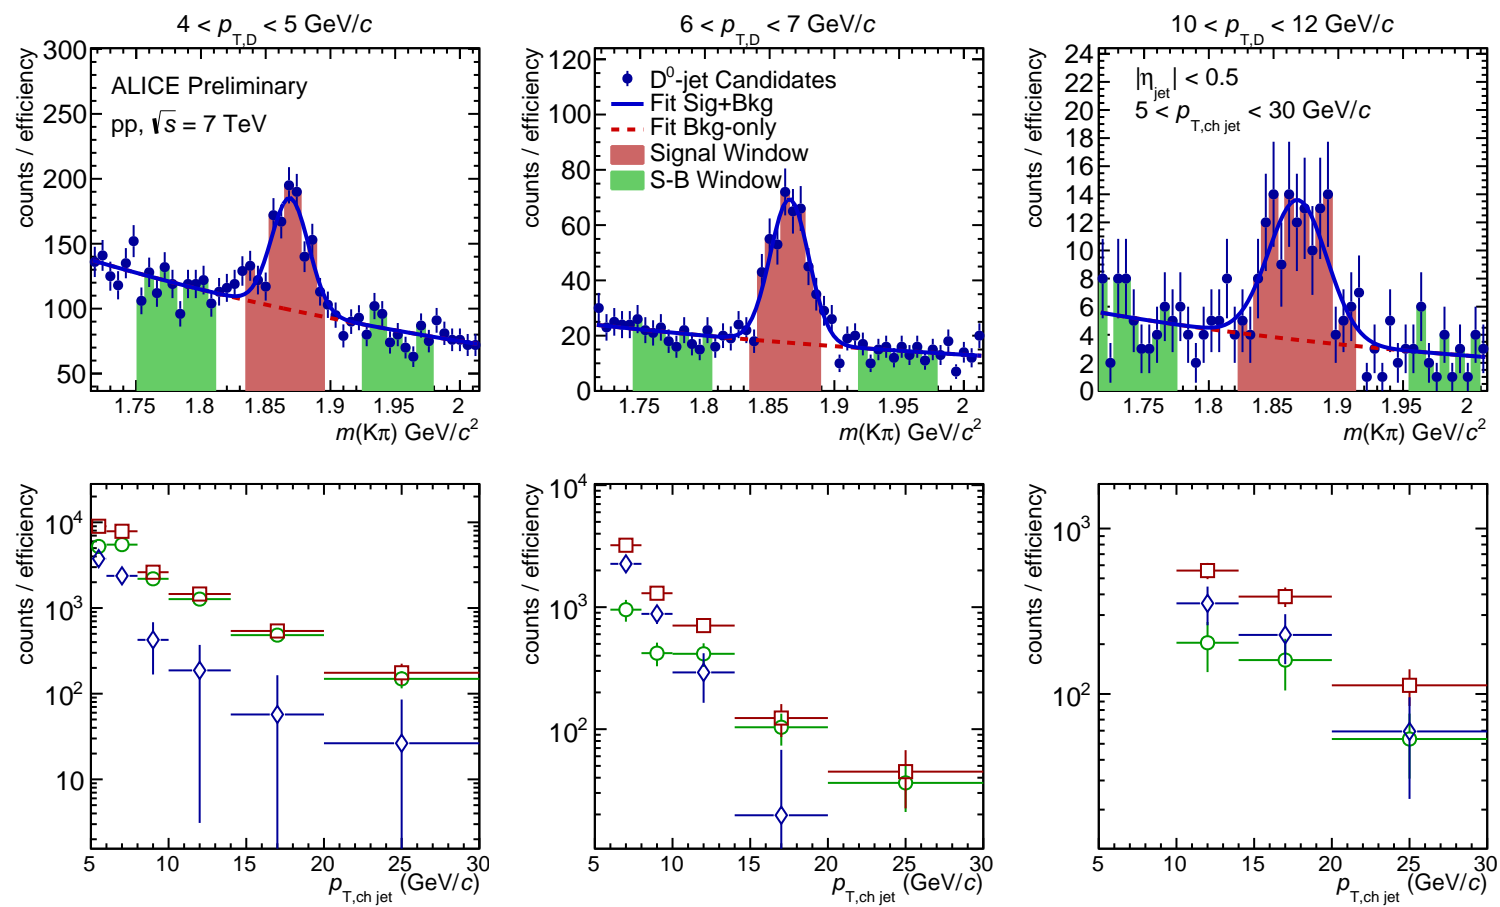 4 < p_T,D < 5 GeV/c
6 < p_T,D < 7 GeV/c
10 < p_T,D < 12 GeV/c
counts / efficiency
300
250
200
150
100
50
ALICE Preliminary
pp, √s = 7 TeV
1.75 1.8 1.85 1.9 1.95 2
m(Kπ) GeV/c²
counts / efficiency
120
100
80
60
40
20
0
D⁰-jet Candidates
Fit Sig+Bkg
Fit Bkg-only
Signal Window
S-B Window
1.75 1.8 1.85 1.9 1.95 2
m(Kπ) GeV/c²
counts / efficiency
24
22
20
18
16
14
12
10
8
6
4
2
0
|η_jet| < 0.5
5 < p_T,ch jet < 30 GeV/c
1.75 1.8 1.85 1.9 1.95 2
m(Kπ) GeV/c²
counts / efficiency
10⁴
10³
10²
10
5 10 15 20 25 30
p_T,ch jet (GeV/c)
counts / efficiency
10⁴
10³
10²
5 10 15 20 25 30
p_T,ch jet (GeV/c)
counts / efficiency
10³
10²
5 10 15 20 25 30
p_T,ch jet (GeV/c)